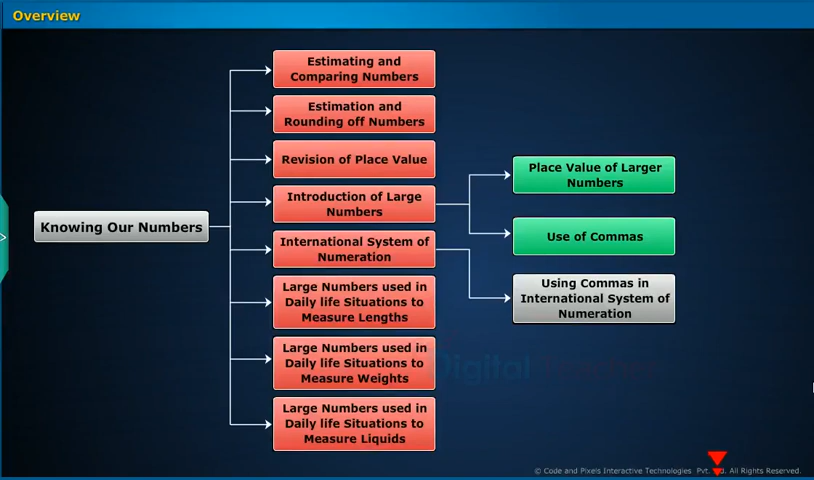 Overview
Estimating and
Comparing Numbers
Estimation and
Rounding off Numbers
Revision of Place Value
Introduction of Large
Numbers
International System of
Numeration
Large Numbers used in
Daily life Situations to
Measure Lengths
Large Numbers used in
Daily life Situations to
Measure Weights
Large Numbers used in
Daily life Situations to
Measure Liquids
Knowing Our Numbers
Place Value of Larger
Numbers
Use of Commas
Using Commas in
International System of
Numeration
Digital
© Code and Pixels Interactive Technologies Pvt. All Rights Reserved.